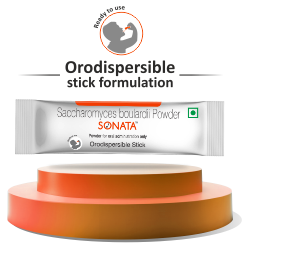 Ready to use
Orodispersible
stick formulation
Saccharomyces boulardii Powder
SONATA
Powder for oral administration only
Orodispersible Stick